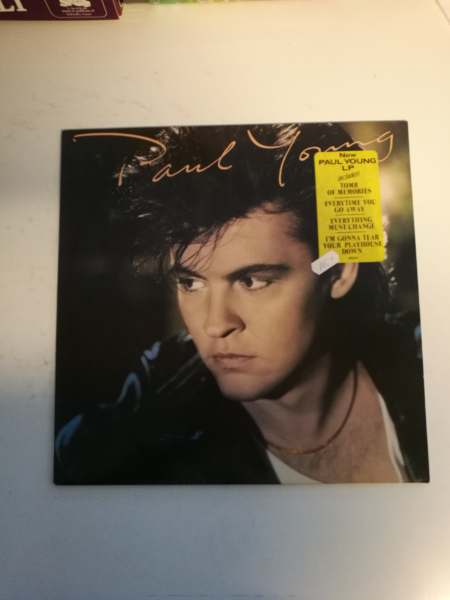 LY
Paul Young
New
PAUL YOUNG
LP
includes
TOMB
OF MEMORIES
EVERYTIME YOU
GO AWAY
EVERYTHING
MUST CHANGE
I'M GONNA TEAR
YOUR PLAYHOUSE
DOWN